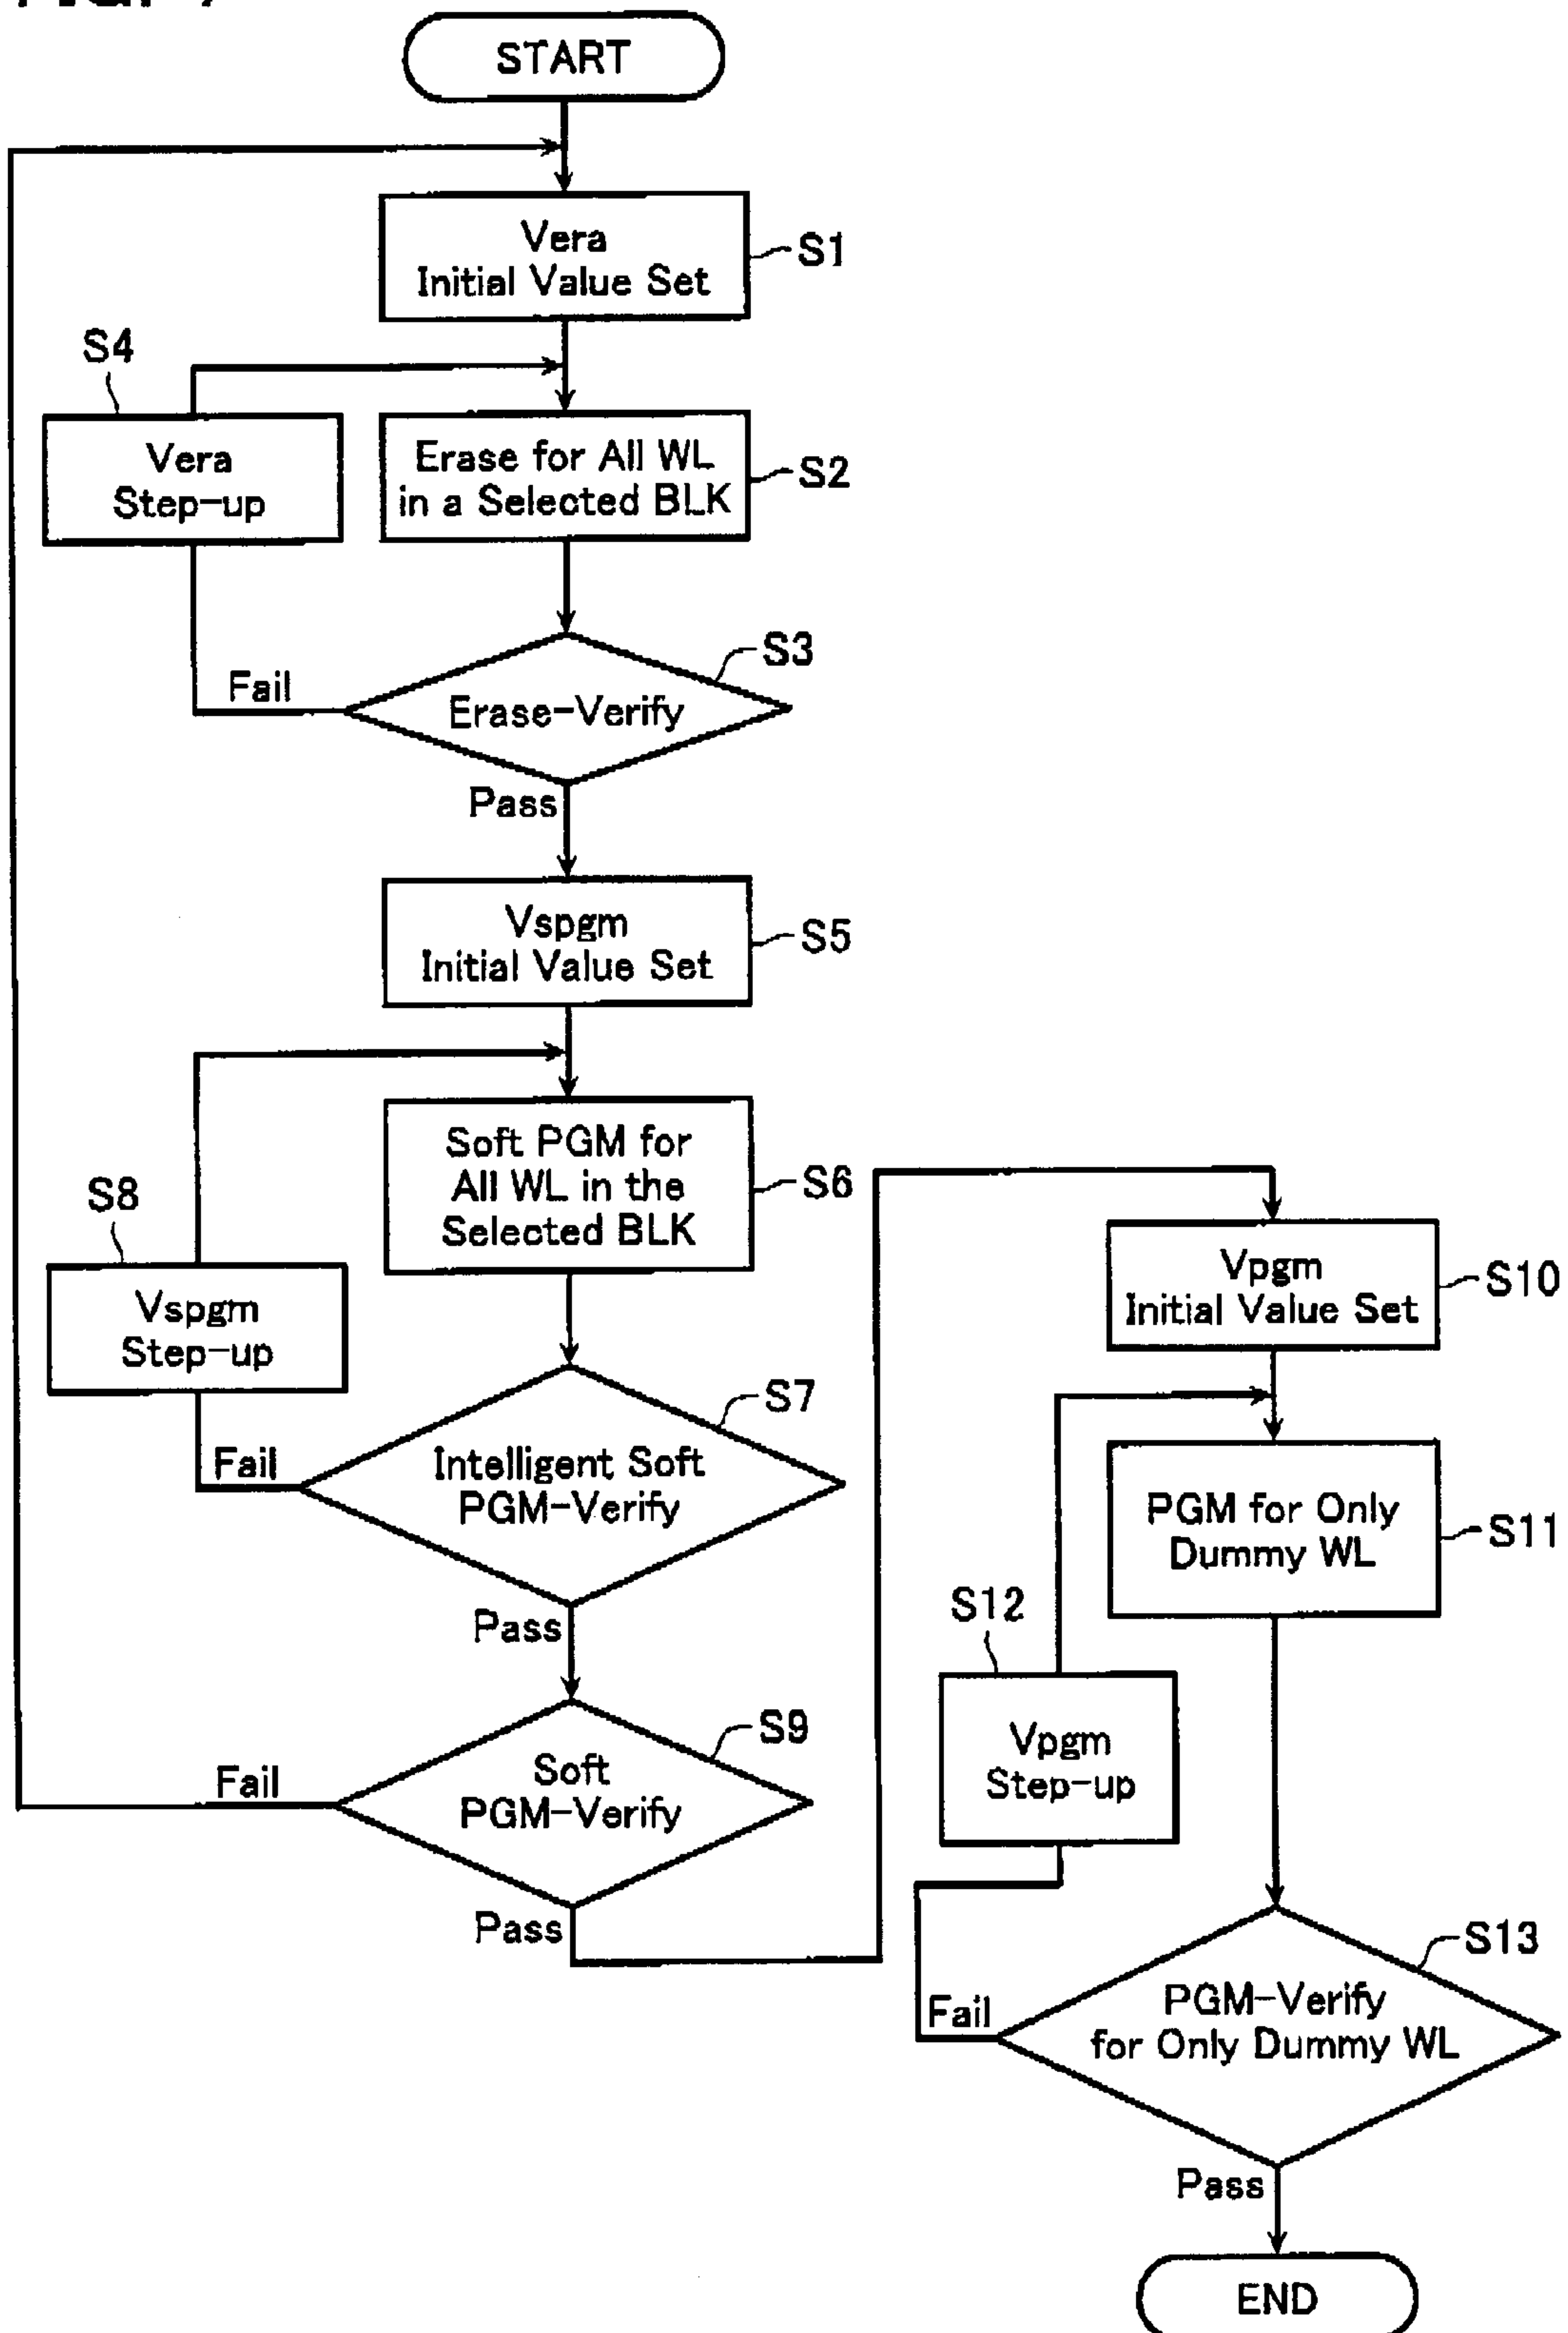 START
Vera
Initial Value Set
S1
S4
Vera
Step-up
Erase for All WL
in a Selected BLK
S2
S3
Fail
Erase-Verify
Pass
Vspgm
Initial Value Set
S5
Soft PGM for
All WL in the
Selected BLK
S6
S8
Vspgm
Step-up
S7
Fail
Intelligent Soft
PGM-Verify
Pass
S9
Fail
Soft
PGM-Verify
Pass
Vpgm
Initial Value Set
S10
PGM for Only
Dummy WL
S11
S12
Vpgm
Step-up
S13
Fail
PGM-Verify
for Only Dummy WL
Pass
END